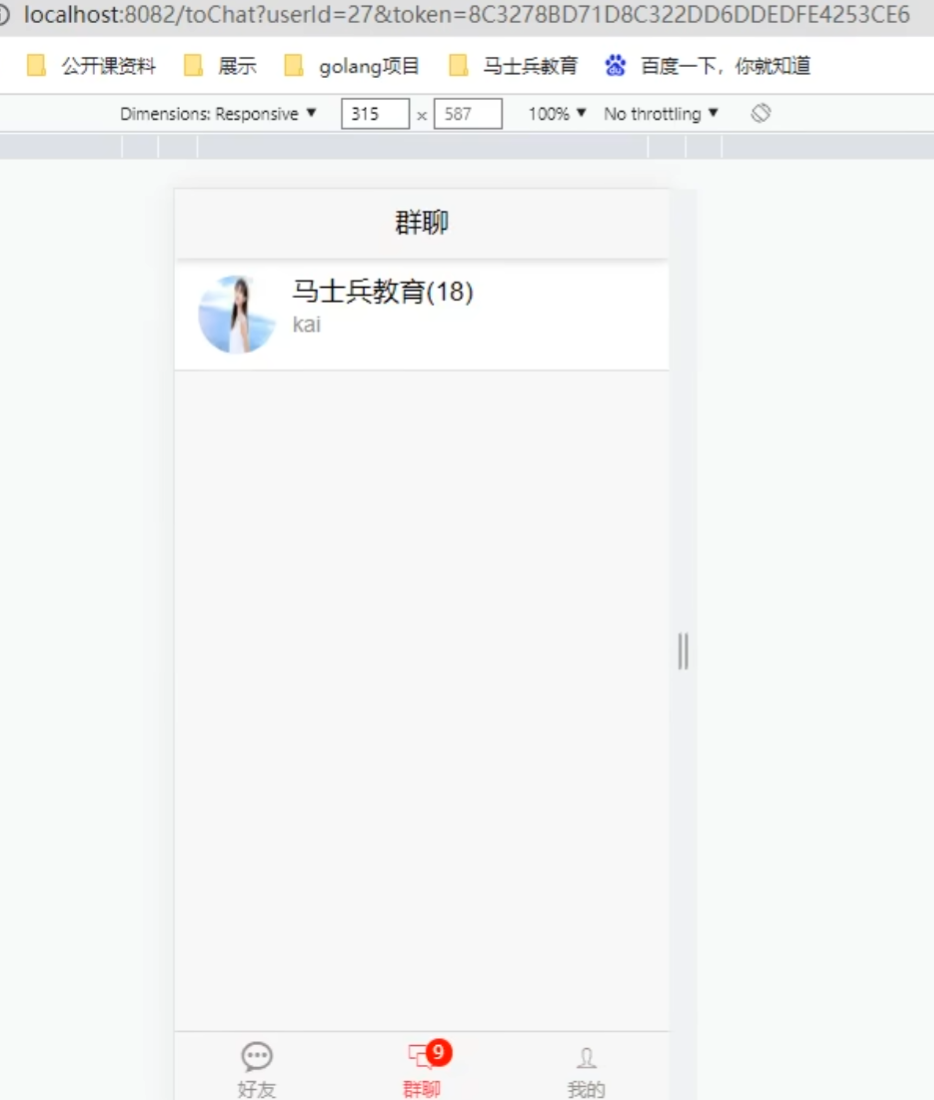 localhost:8082/toChat?userId=27&token=8C3278BD71D8C322DD6DDEDFE4253CE6
公开课资料 展示 golang项目 马士兵教育 百度一下，你就知道
Dimensions: Responsive ▼ 315 × 587 100% ▼ No throttling ▼
群聊
马士兵教育(18)
kai
9
好友 群聊 我的